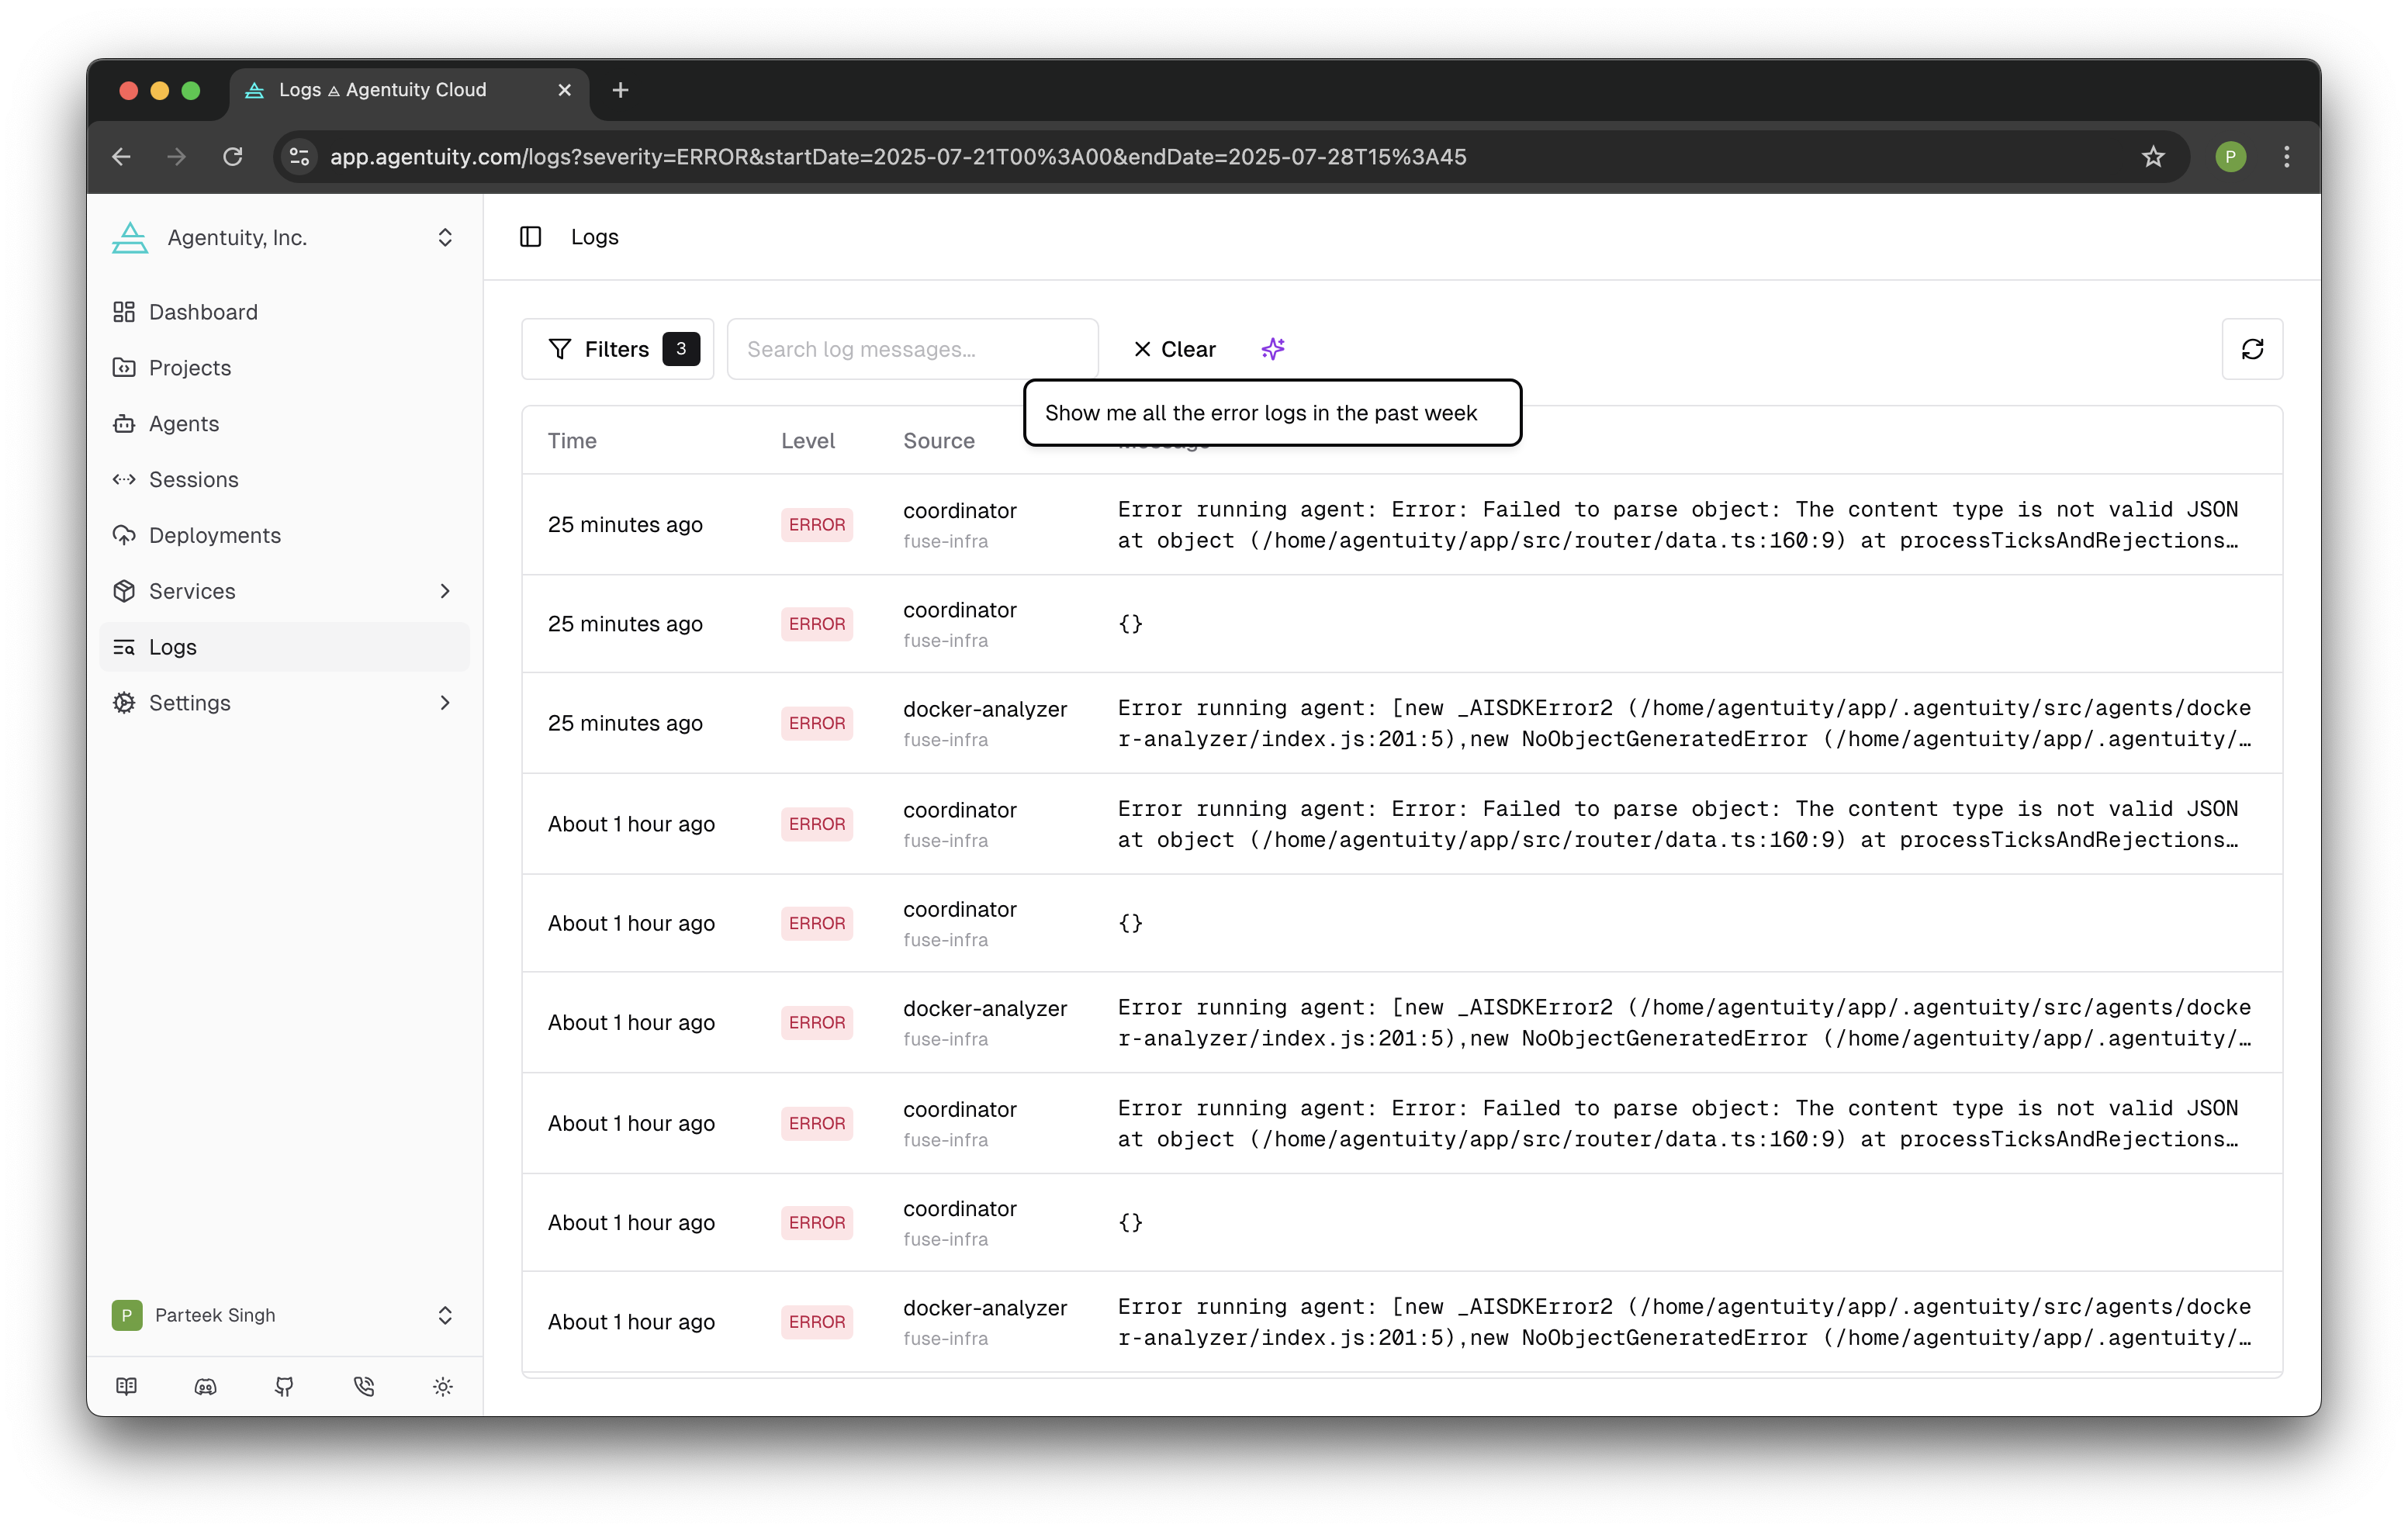 Logs ⟁ Agentuity Cloud
app.agentuity.com/logs?severity=ERROR&startDate=2025-07-21T00%3A00&endDate=2025-07-28T15%3A45
P
Agentuity, Inc.
Dashboard
Projects
Agents
Sessions
Deployments
Services
Logs
Settings
P Parteek Singh
Logs
Filters 3
Search log messages...
Clear
Show me all the error logs in the past week
Time Level Source
25 minutes ago ERROR coordinator
fuse-infra
Error running agent: Error: Failed to parse object: The content type is not valid JSON
at object (/home/agentuity/app/src/router/data.ts:160:9) at processTicksAndRejections…
25 minutes ago ERROR coordinator
fuse-infra
{}
25 minutes ago ERROR docker-analyzer
fuse-infra
Error running agent: [new _AISDKError2 (/home/agentuity/app/.agentuity/src/agents/docke
r-analyzer/index.js:201:5),new NoObjectGeneratedError (/home/agentuity/app/.agentuity/…
About 1 hour ago ERROR coordinator
fuse-infra
Error running agent: Error: Failed to parse object: The content type is not valid JSON
at object (/home/agentuity/app/src/router/data.ts:160:9) at processTicksAndRejections…
About 1 hour ago ERROR coordinator
fuse-infra
{}
About 1 hour ago ERROR docker-analyzer
fuse-infra
Error running agent: [new _AISDKError2 (/home/agentuity/app/.agentuity/src/agents/docke
r-analyzer/index.js:201:5),new NoObjectGeneratedError (/home/agentuity/app/.agentuity/…
About 1 hour ago ERROR coordinator
fuse-infra
Error running agent: Error: Failed to parse object: The content type is not valid JSON
at object (/home/agentuity/app/src/router/data.ts:160:9) at processTicksAndRejections…
About 1 hour ago ERROR coordinator
fuse-infra
{}
About 1 hour ago ERROR docker-analyzer
fuse-infra
Error running agent: [new _AISDKError2 (/home/agentuity/app/.agentuity/src/agents/docke
r-analyzer/index.js:201:5),new NoObjectGeneratedError (/home/agentuity/app/.agentuity/…